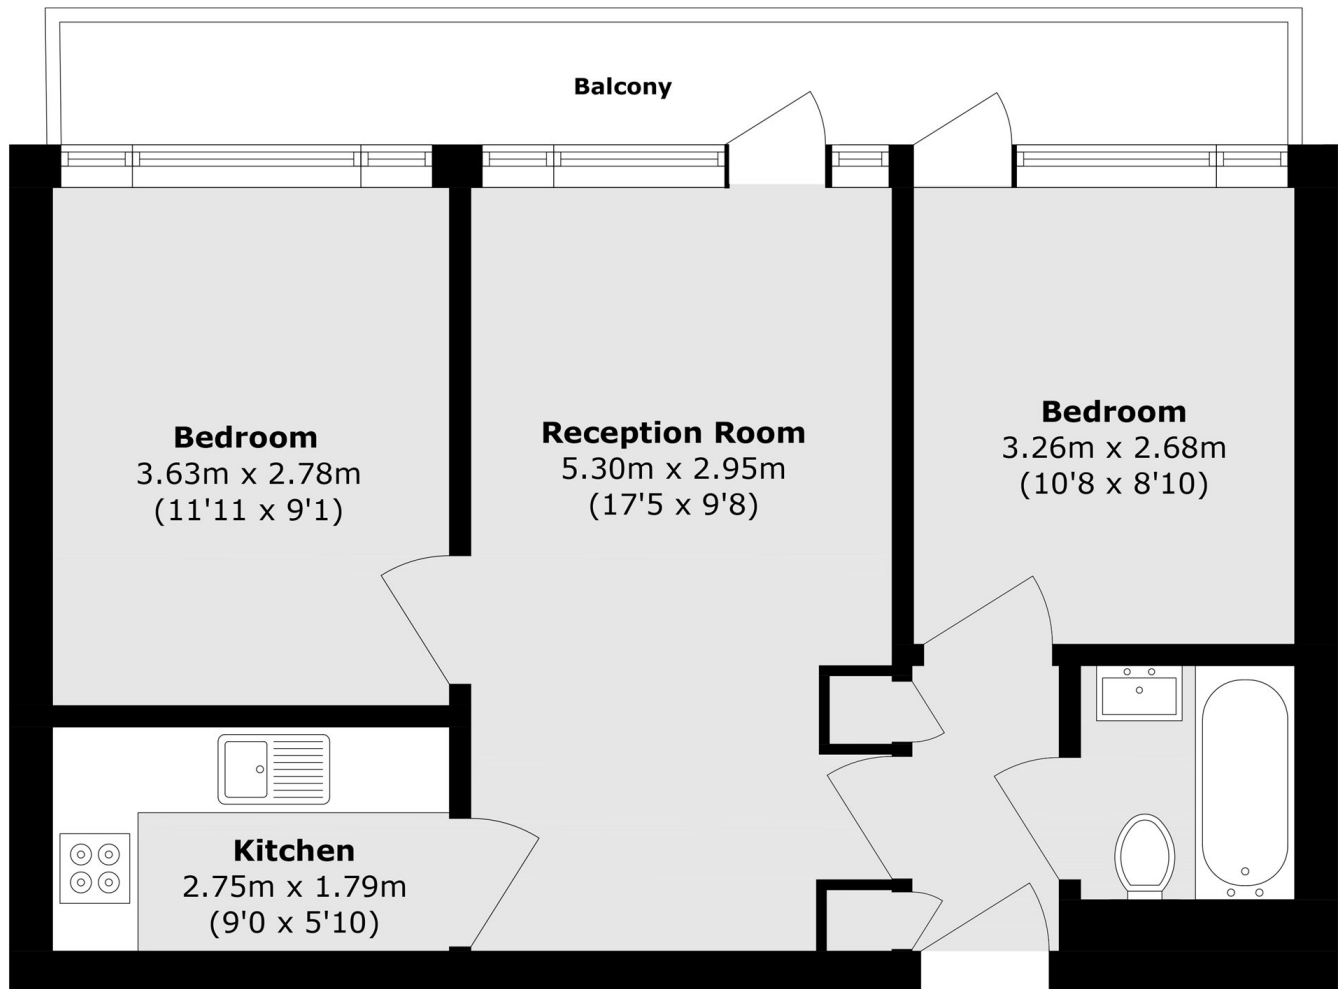 Balcony
Bedroom
3.63m x 2.78m
(11'11 x 9'1)
Reception Room
5.30m x 2.95m
(17'5 x 9'8)
Bedroom
3.26m x 2.68m
(10'8 x 8'10)
Kitchen
2.75m x 1.79m
(9'0 x 5'10)